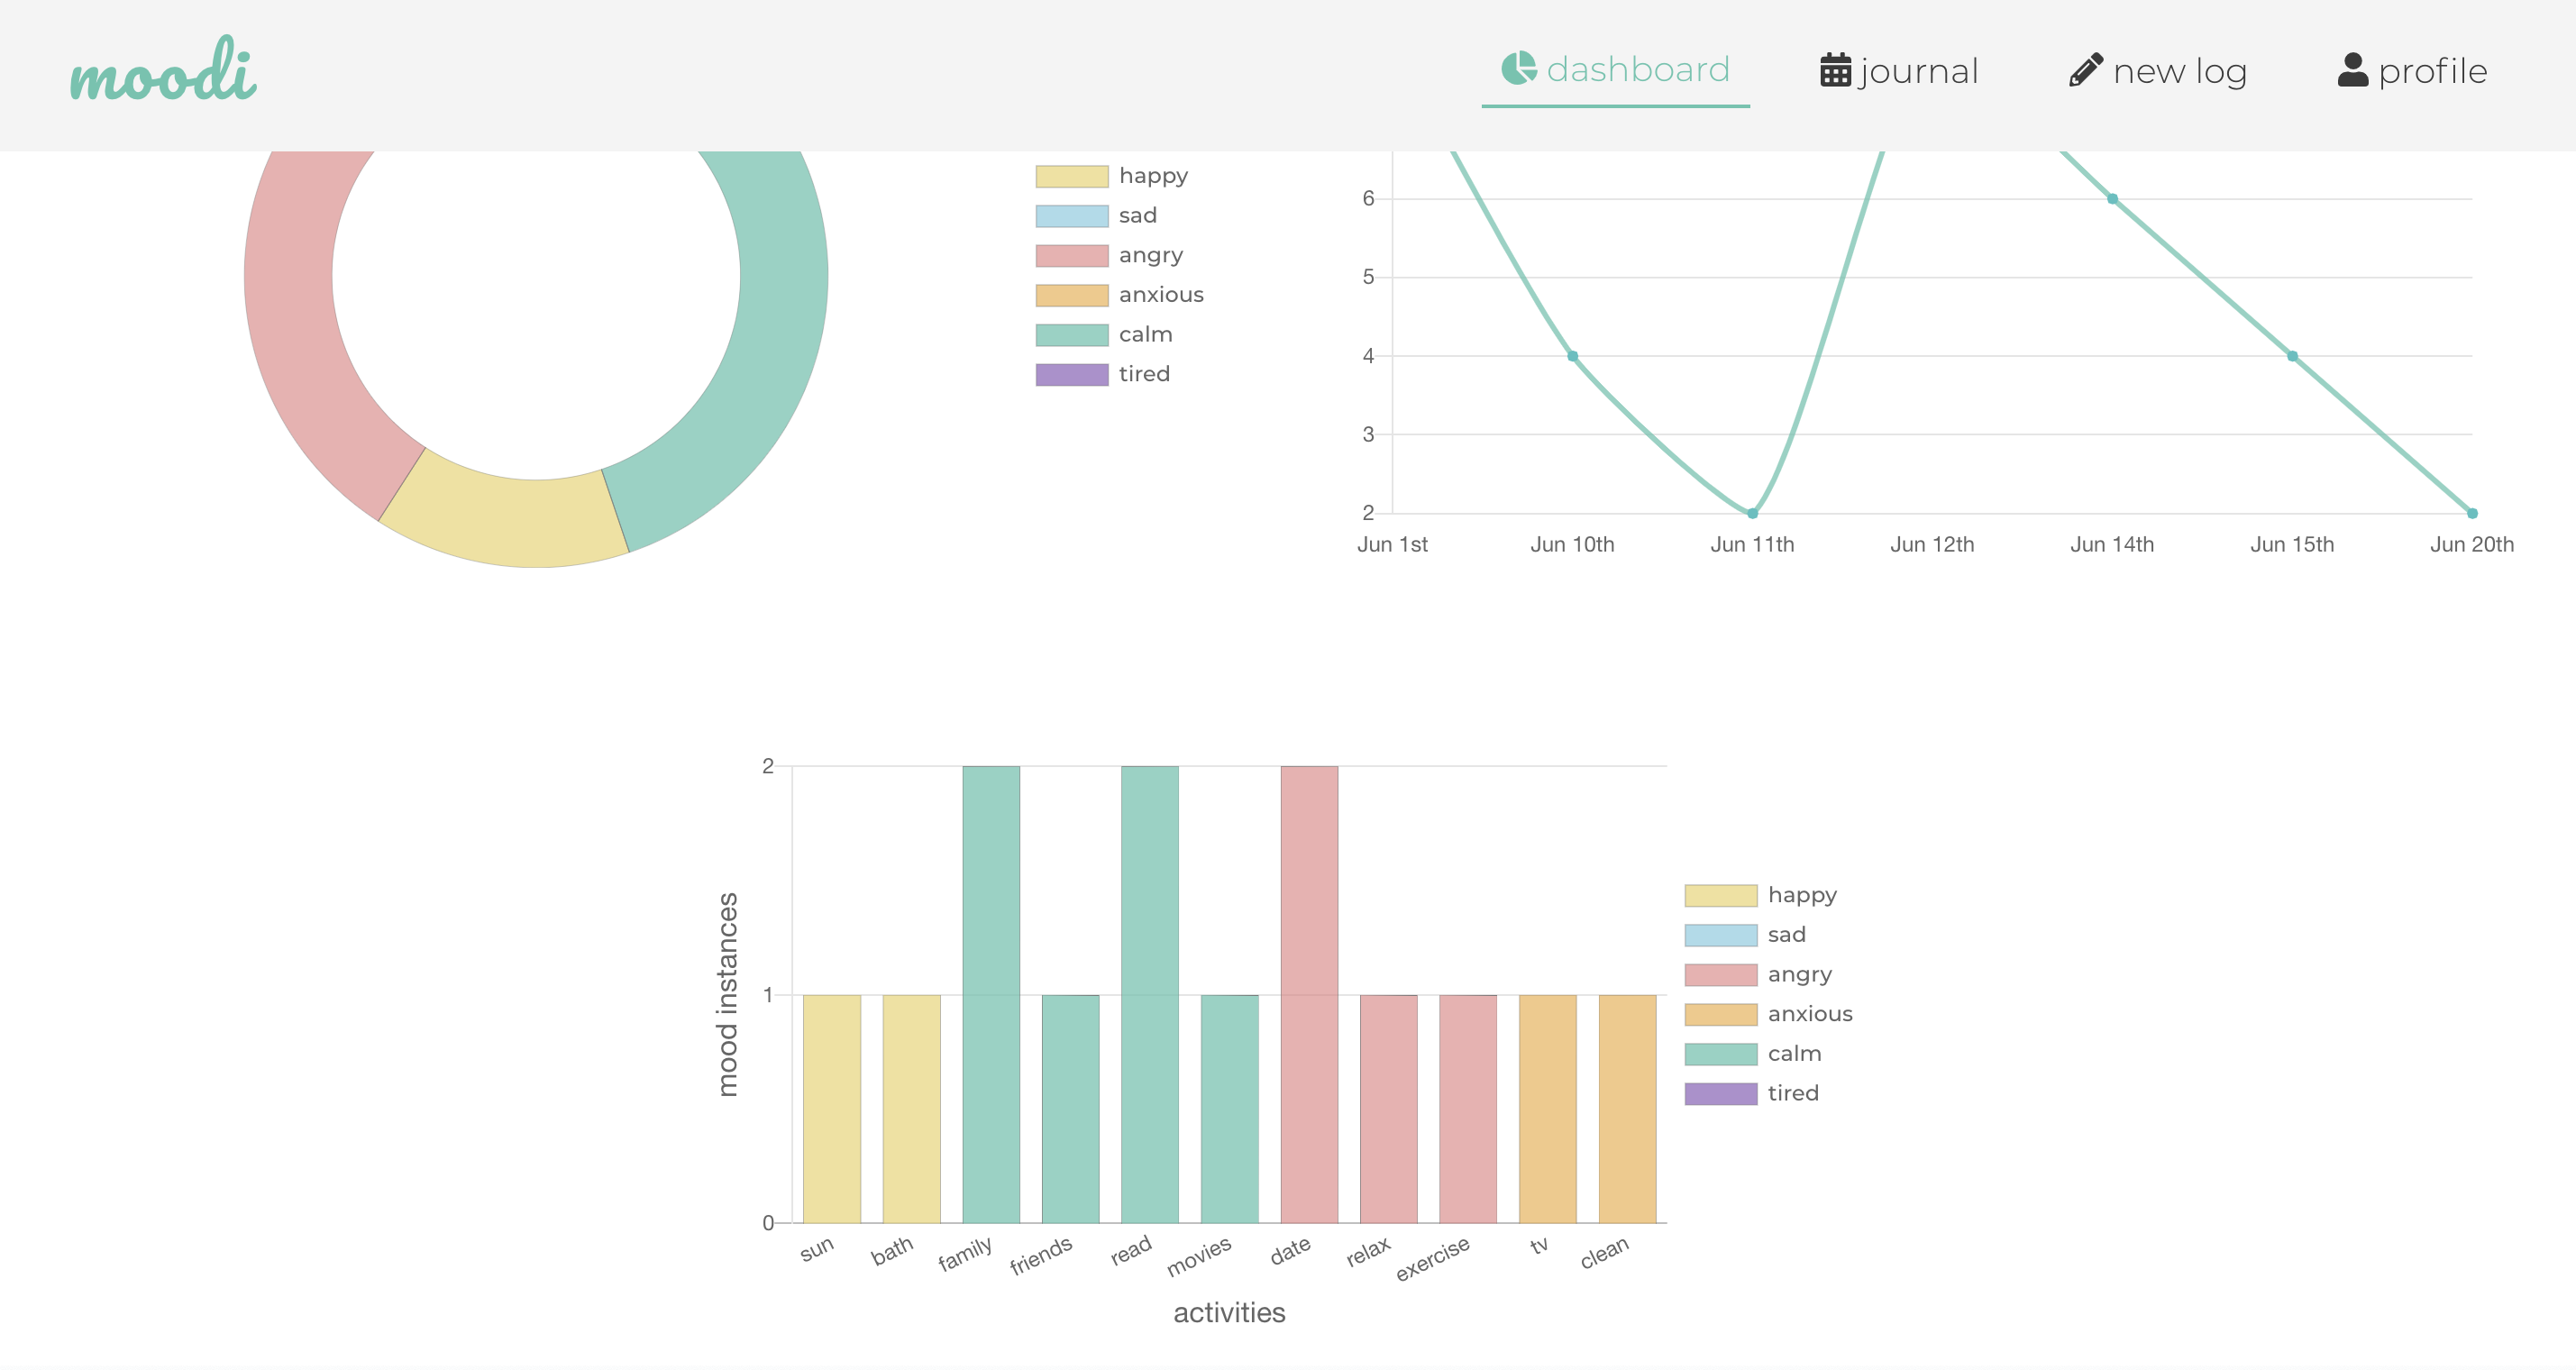 moodi
dashboard
journal
new log
profile
happy
sad
angry
anxious
calm
tired
6
5
4
3
2
Jun 1st
Jun 10th
Jun 11th
Jun 12th
Jun 14th
Jun 15th
Jun 20th
2
1
0
mood instances
sun
bath
family
friends
read
movies
date
relax
exercise
tv
clean
activities
happy
sad
angry
anxious
calm
tired